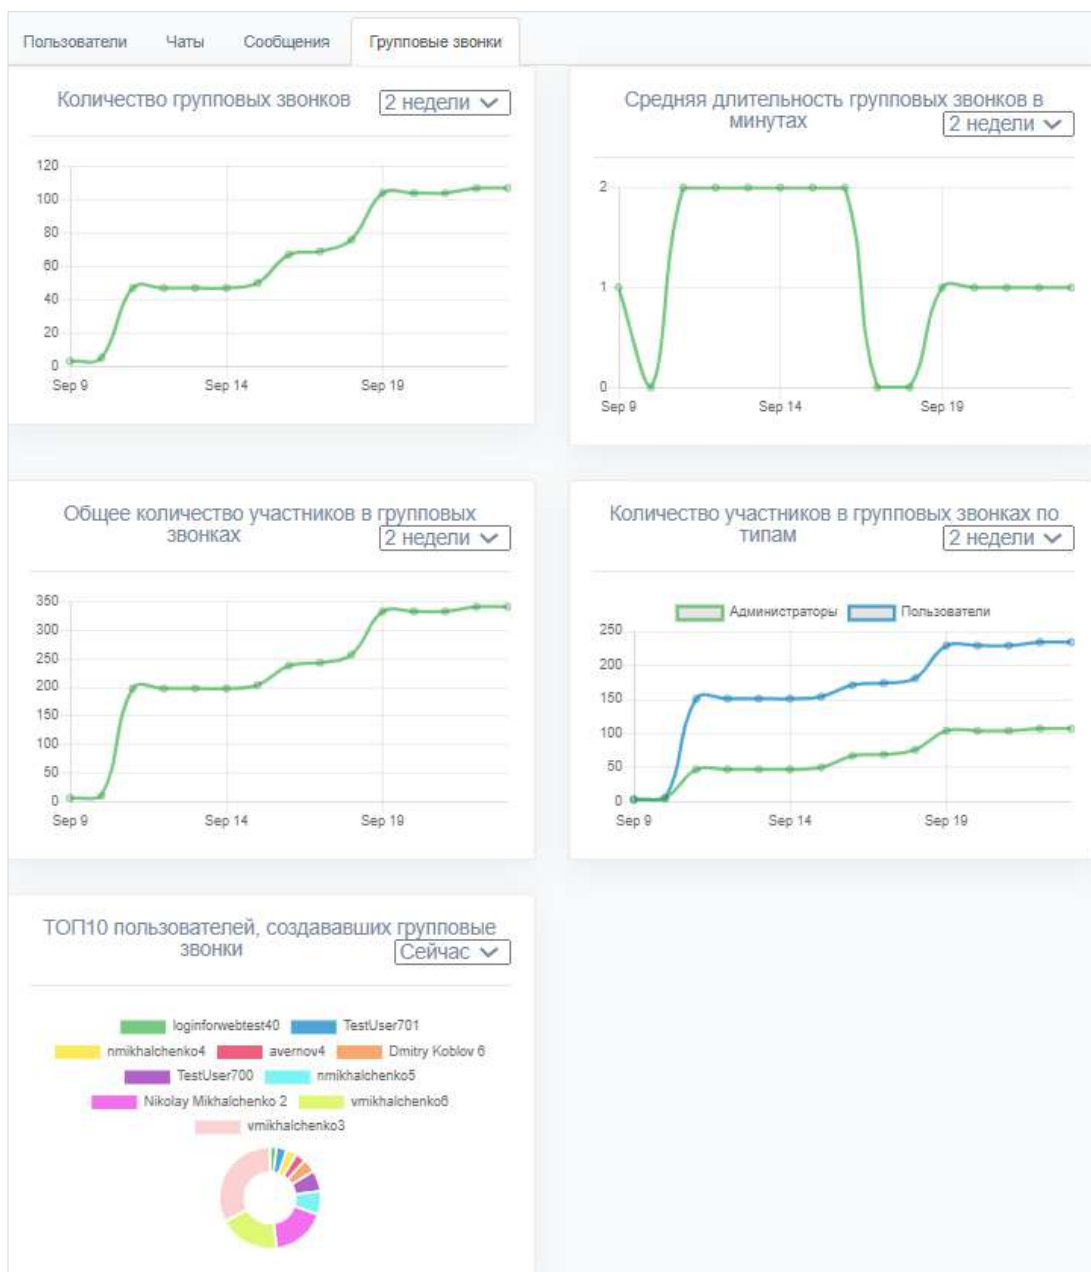 Пользователи Чаты Сообщения Групповые звонки
Количество групповых звонков
2 недели
120
100
80
60
40
20
0
Sep 9 Sep 14 Sep 19
Средняя длительность групповых звонков в
минутах
2 недели
2
1
0
Sep 9 Sep 14 Sep 19
Общее количество участников в групповых
звонках
2 недели
350
300
250
200
150
100
50
0
Sep 9 Sep 14 Sep 19
Количество участников в групповых звонках по
типам
2 недели
Администраторы Пользователи
250
200
150
100
50
0
Sep 9 Sep 14 Sep 19
ТОП10 пользователей, создававших групповые
звонки
Сейчас
loginforwebtest40 TestUser701
nmikhalchenko4 avernov4 Dmitry Koblov 6
TestUser700 nmikhalchenko5
Nikolay Mikhalchenko 2 vmikhalchenko6
vmikhalchenko3